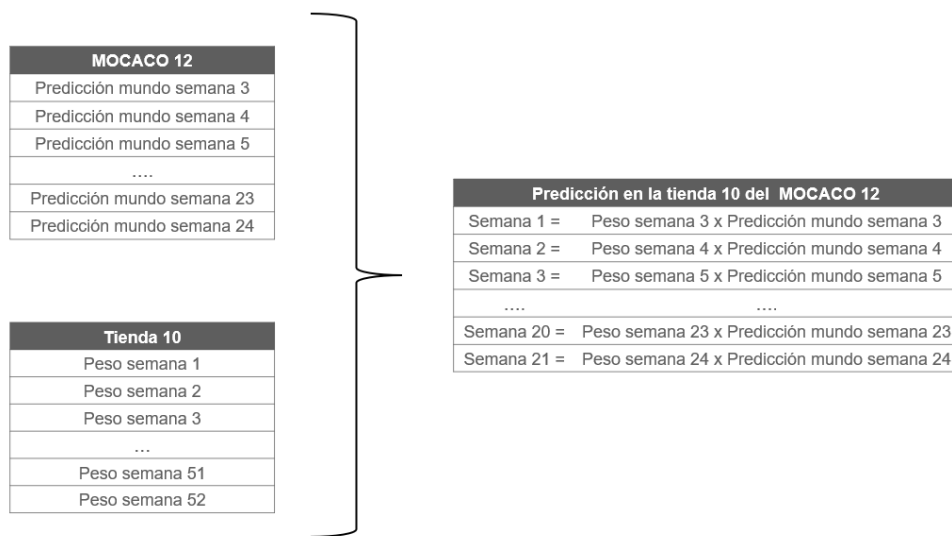 MOCACO 12
Predicción mundo semana 3
Predicción mundo semana 4
Predicción mundo semana 5
....
Predicción mundo semana 23
Predicción mundo semana 24
Tienda 10
Peso semana 1
Peso semana 2
Peso semana 3
...
Peso semana 51
Peso semana 52
Predicción en la tienda 10 del MOCACO 12
Semana 1 = Peso semana 3 x Predicción mundo semana 3
Semana 2 = Peso semana 4 x Predicción mundo semana 4
Semana 3 = Peso semana 5 x Predicción mundo semana 5
.... ....
Semana 20 = Peso semana 23 x Predicción mundo semana 23
Semana 21 = Peso semana 24 x Predicción mundo semana 24